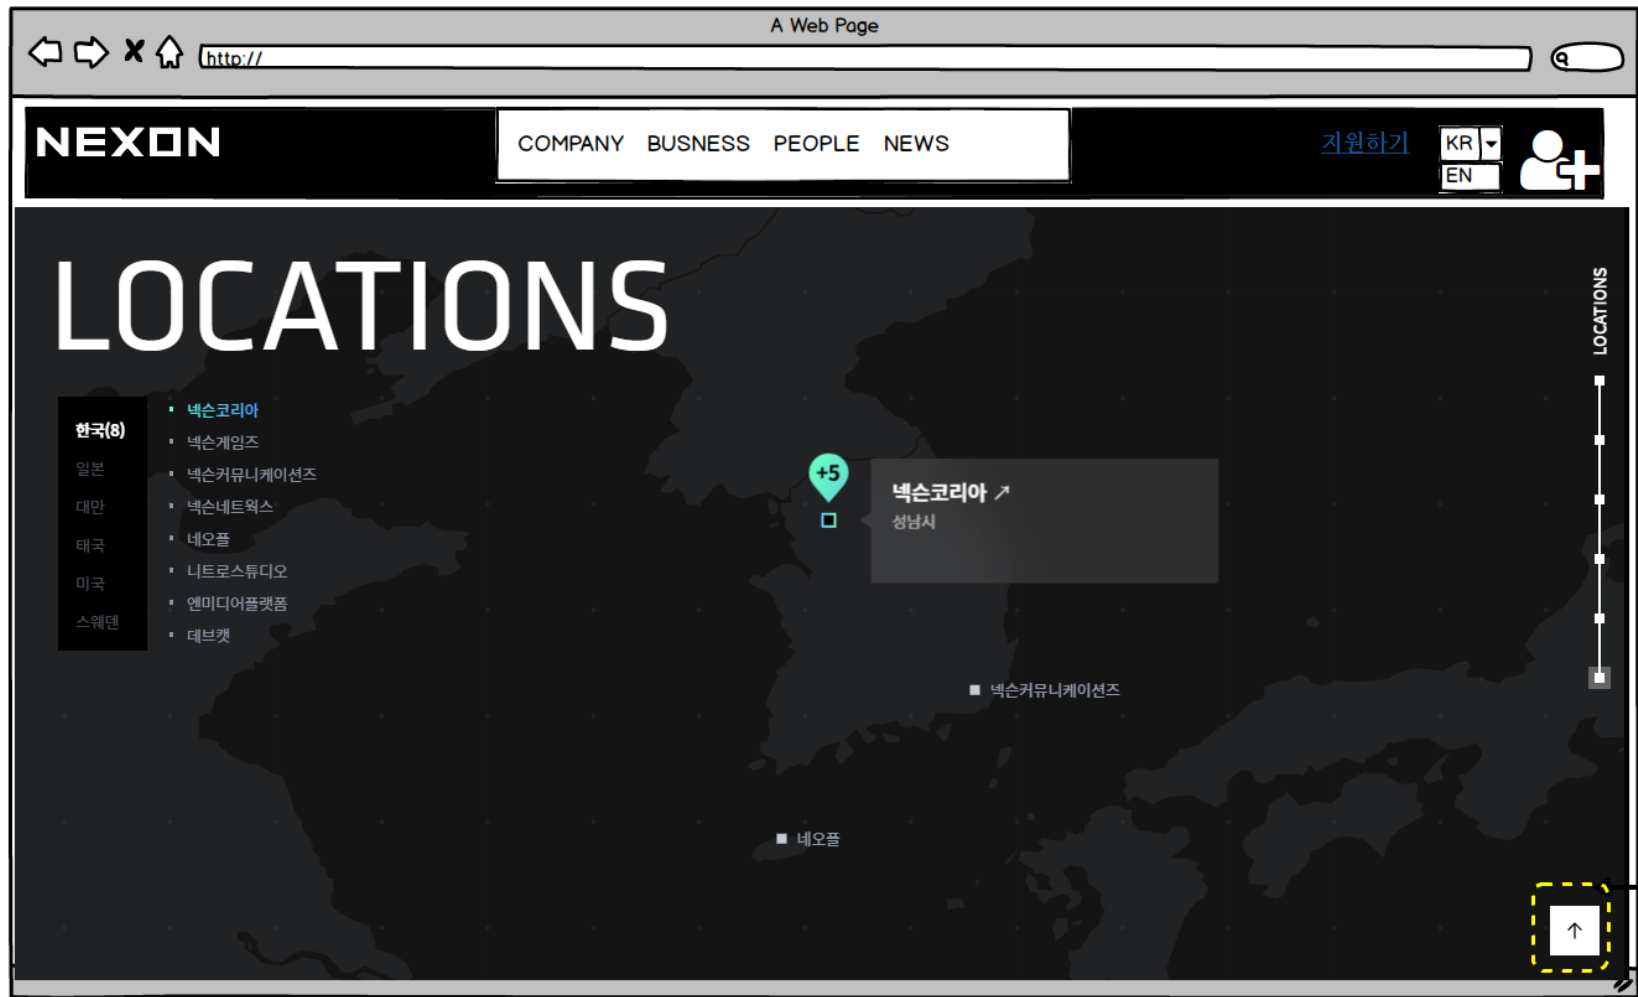 A Web Page
http://
NEXON
COMPANY BUSNESS PEOPLE NEWS
지원하기
KR
EN
LOCATIONS
LOCATIONS
한국(8)
일본
대만
태국
미국
스웨덴
넥슨코리아
넥슨게임즈
넥슨커뮤니케이션즈
넥슨네트웍스
네오플
니트로스튜디오
엔미디어플랫폼
데브캣
+5
넥슨코리아 ↗
성남시
넥슨커뮤니케이션즈
네오플